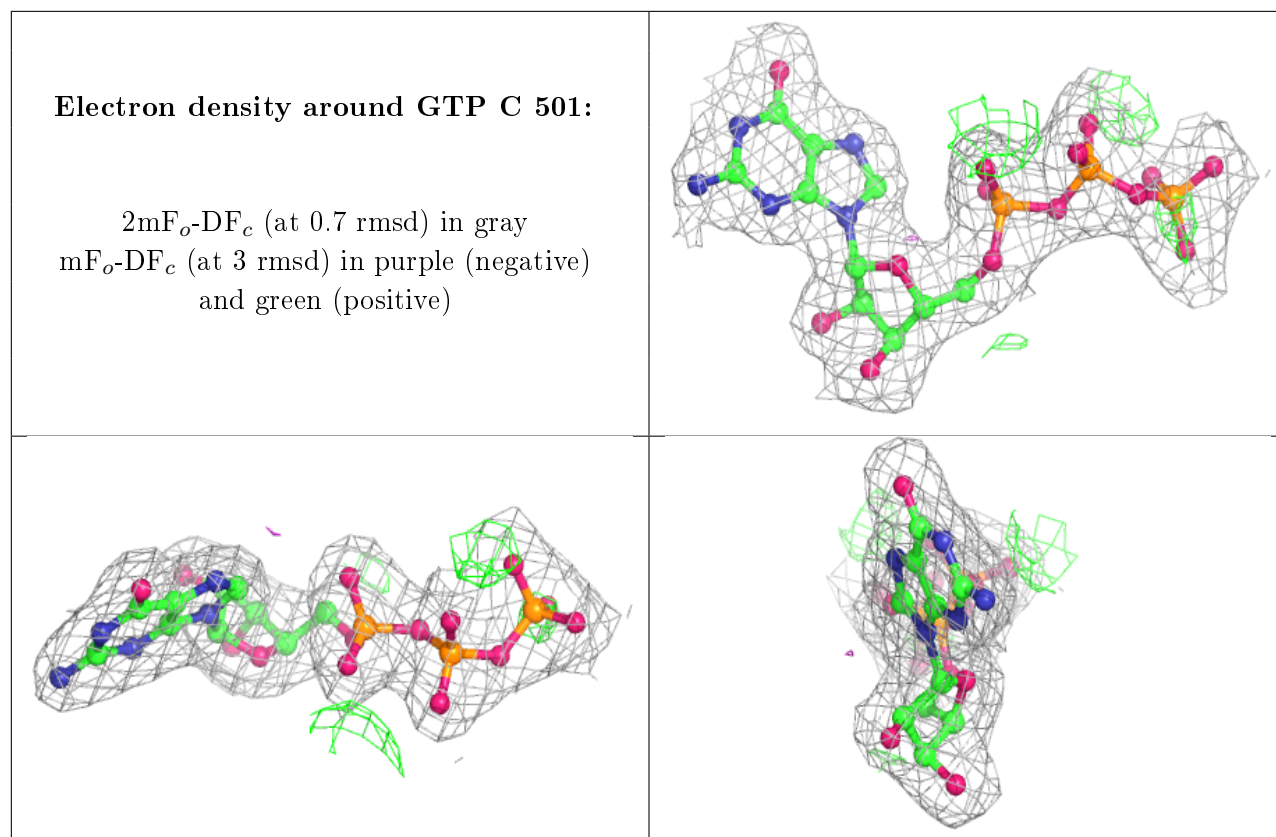 Electron density around GTP C 501:
2mFo-DFc (at 0.7 rmsd) in gray
mFo-DFc (at 3 rmsd) in purple (negative)
and green (positive)